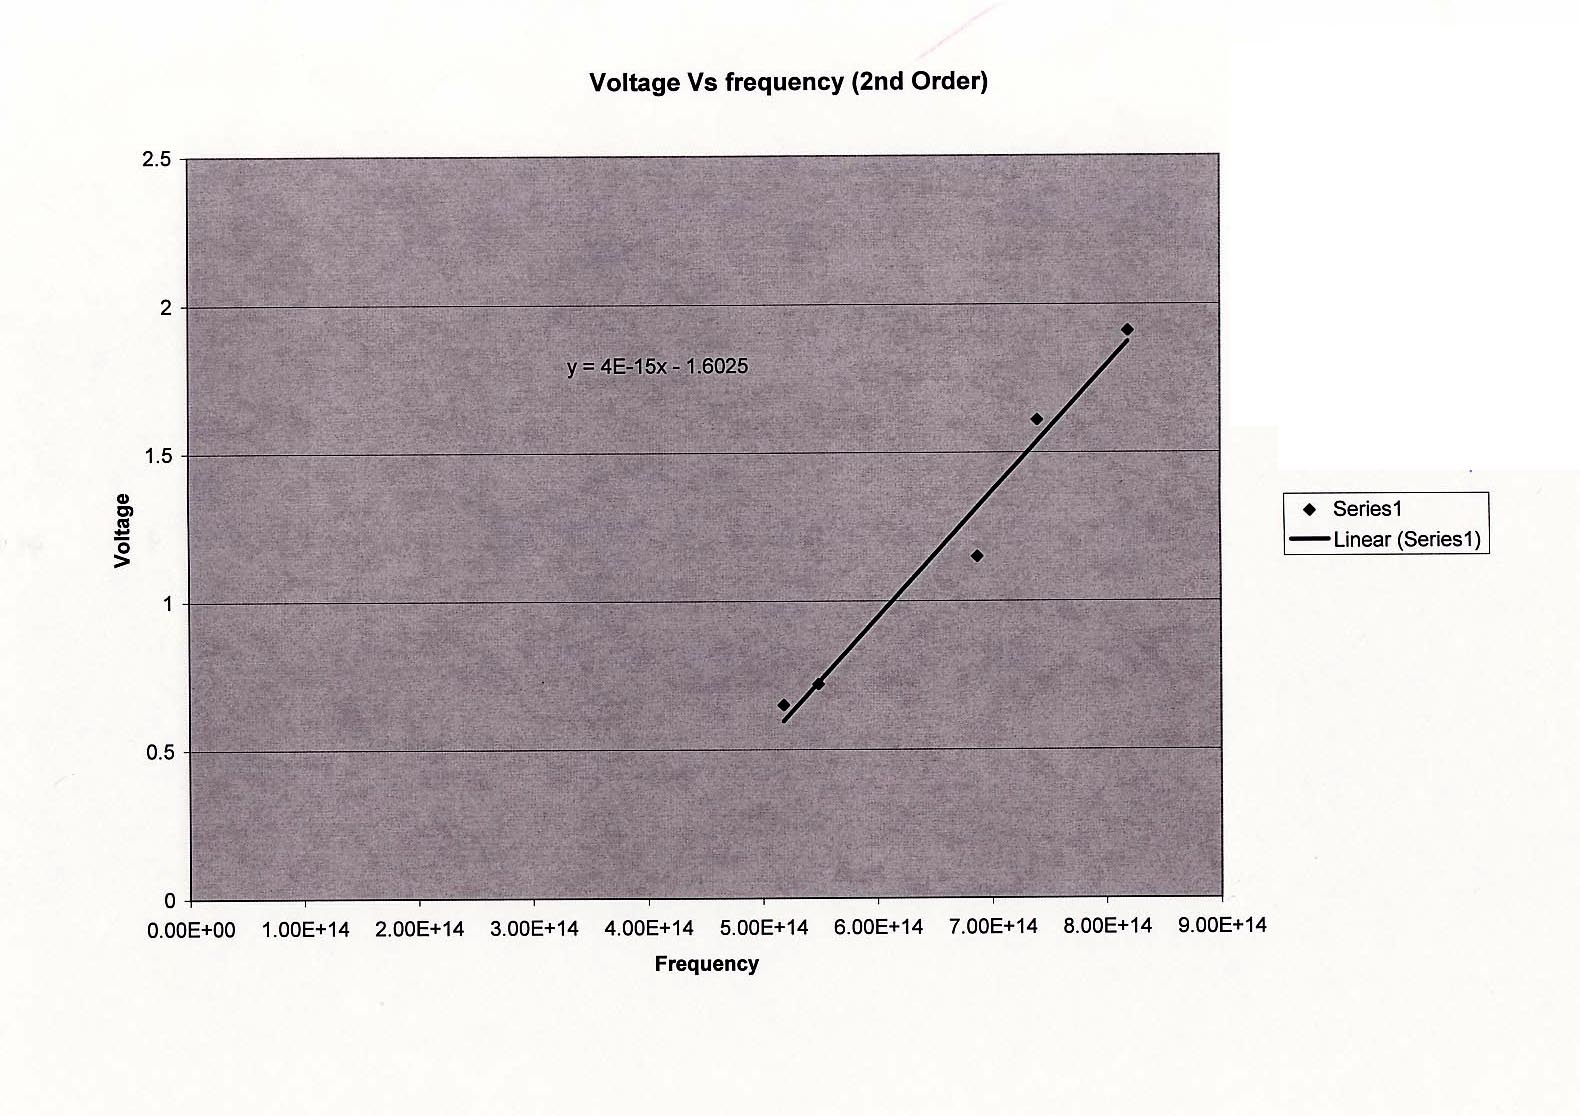 Voltage Vs frequency (2nd Order)
2.5
2
1.5
1
0.5
0
Voltage
y = 4E-15x - 1.6025
0.00E+00 1.00E+14 2.00E+14 3.00E+14 4.00E+14 5.00E+14 6.00E+14 7.00E+14 8.00E+14 9.00E+14
Frequency
Series1
Linear (Series1)